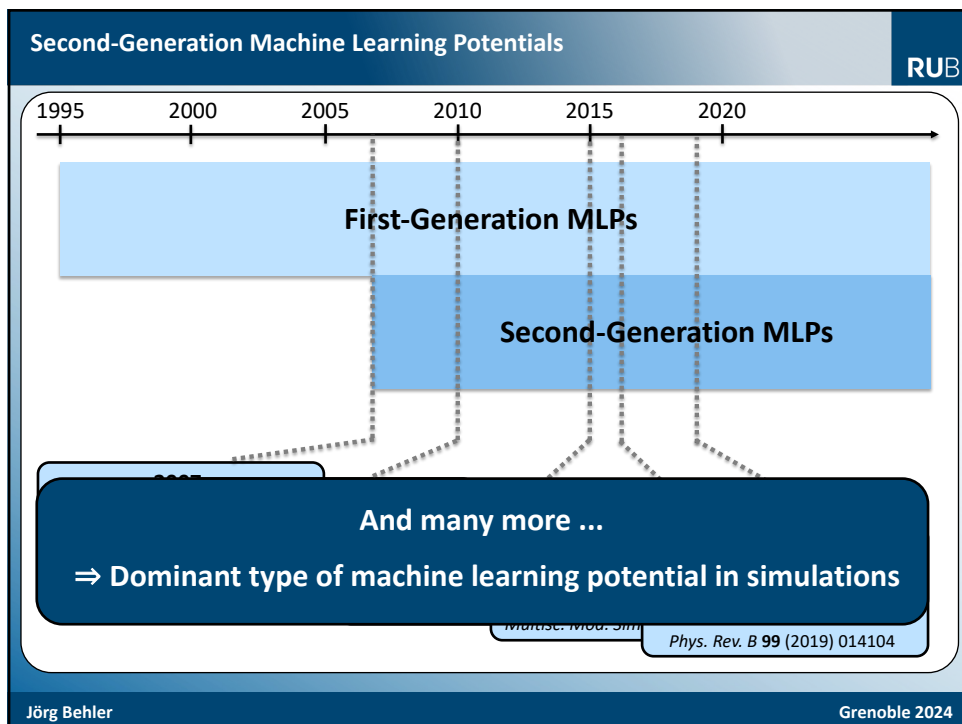 Second-Generation Machine Learning Potentials
RUB
1995 2000 2005 2010 2015 2020
First-Generation MLPs
Second-Generation MLPs
And many more ...
⇒ Dominant type of machine learning potential in simulations
Phys. Rev. B 99 (2019) 014104
Jörg Behler
Grenoble 2024